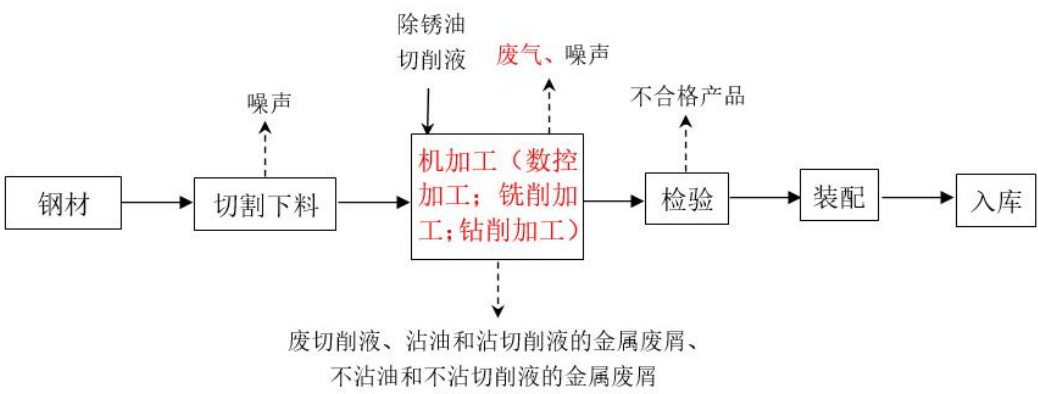 除锈油
切削液
废气、噪声
噪声
不合格产品
钢材
切割下料
机加工（数控
加工；铣削加
工；钻削加工）
检验
装配
入库
废切削液、沾油和沾切削液的金属废屑、
不沾油和不沾切削液的金属废屑